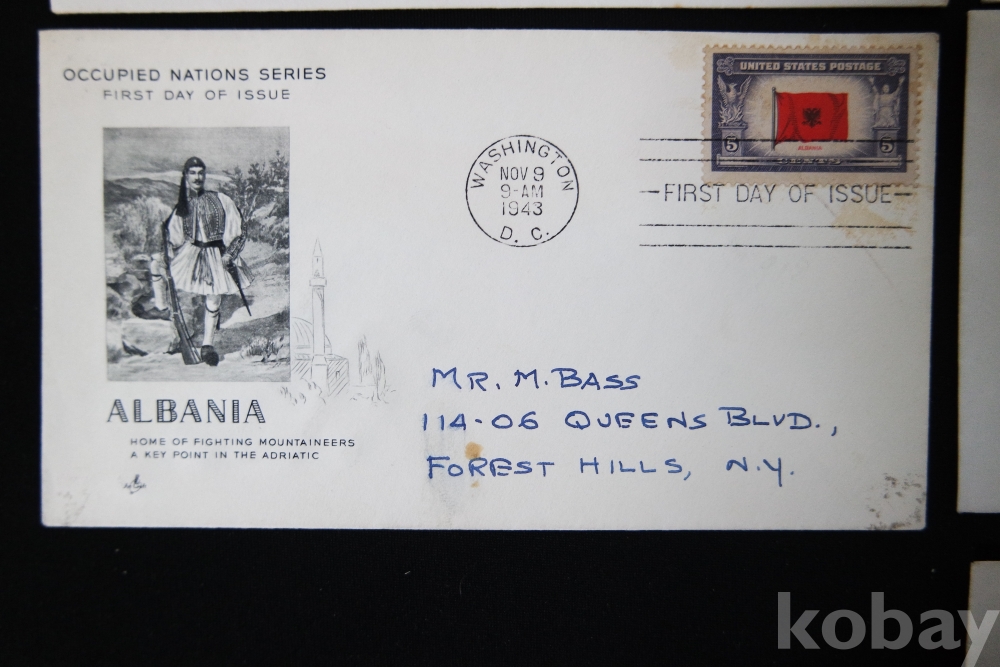 OCCUPIED NATIONS SERIES
FIRST DAY OF ISSUE
UNITED STATES POSTAGE
ALBANIA
5 5
CENTS
WASHINGTON
NOV 9
9-AM
1943
D. C.
FIRST DAY OF ISSUE
ALBANIA
HOME OF FIGHTING MOUNTAINEERS
A KEY POINT IN THE ADRIATIC
MR. M. BASS
114-06 QUEENS BLVD.,
FOREST HILLS, N.Y.
kobay